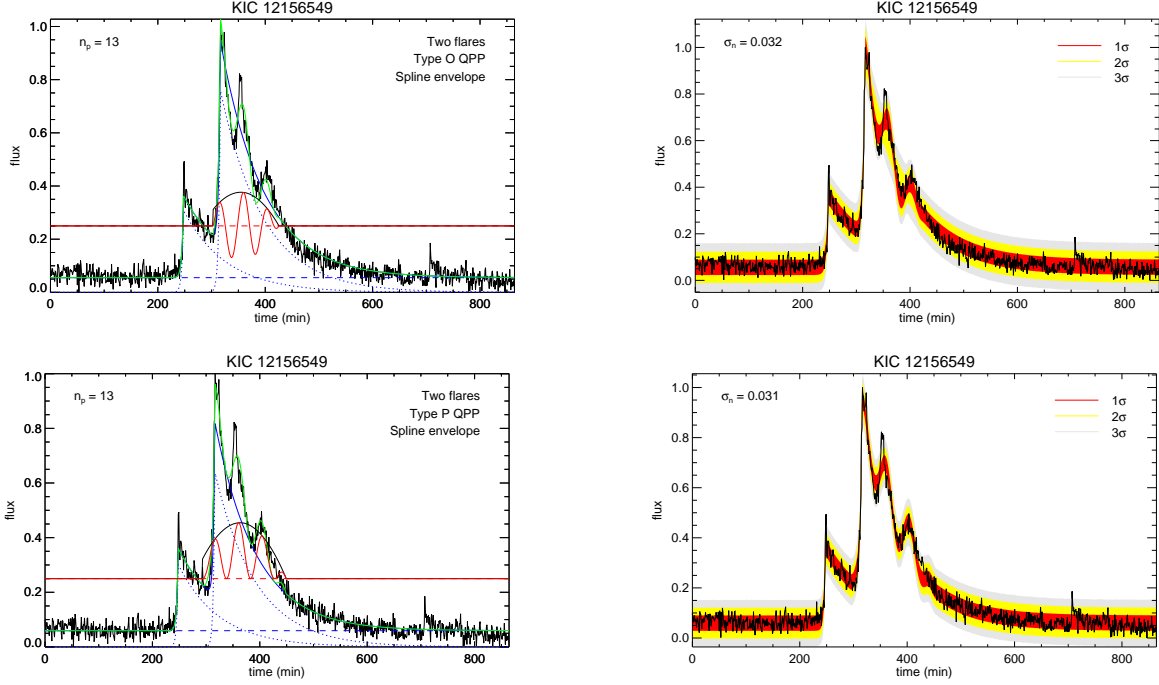 KIC 12156549
n_p = 13
Two flares
Type O QPP
Spline envelope
flux
1.0
0.8
0.6
0.4
0.2
0.0
0 200 400 600 800
time (min)
KIC 12156549
σ_n = 0.032
1σ
2σ
3σ
flux
1.0
0.8
0.6
0.4
0.2
0.0
0 200 400 600 800
time (min)
KIC 12156549
n_p = 13
Two flares
Type P QPP
Spline envelope
flux
1.0
0.8
0.6
0.4
0.2
0.0
0 200 400 600 800
time (min)
KIC 12156549
σ_n = 0.031
1σ
2σ
3σ
flux
1.0
0.8
0.6
0.4
0.2
0.0
0 200 400 600 800
time (min)